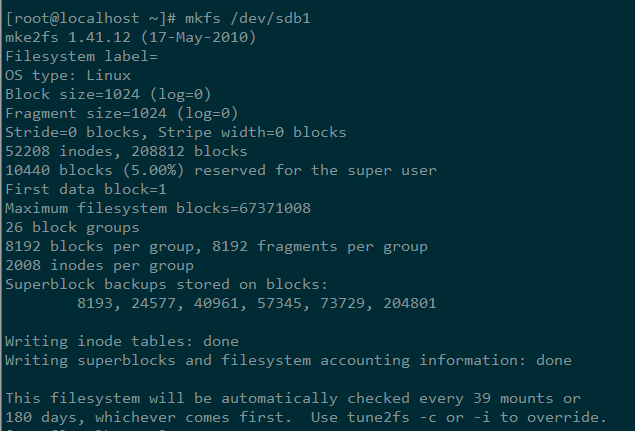 [root@localhost ~]# mkfs /dev/sdb1
mke2fs 1.41.12 (17-May-2010)
Filesystem label=
OS type: Linux
Block size=1024 (log=0)
Fragment size=1024 (log=0)
Stride=0 blocks, Stripe width=0 blocks
52208 inodes, 208812 blocks
10440 blocks (5.00%) reserved for the super user
First data block=1
Maximum filesystem blocks=67371008
26 block groups
8192 blocks per group, 8192 fragments per group
2008 inodes per group
Superblock backups stored on blocks:
        8193, 24577, 40961, 57345, 73729, 204801

Writing inode tables: done
Writing superblocks and filesystem accounting information: done

This filesystem will be automatically checked every 39 mounts or
180 days, whichever comes first.  Use tune2fs -c or -i to override.